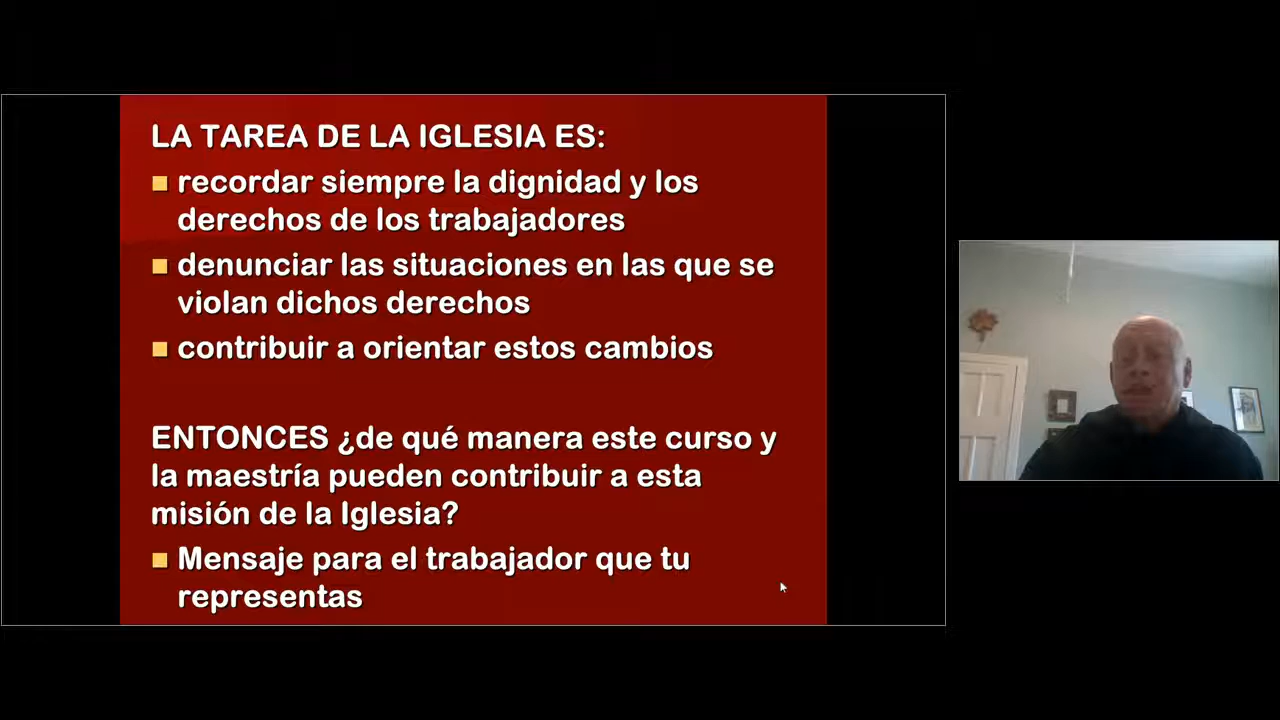 LA TAREA DE LA IGLESIA ES:
recordar siempre la dignidad y los
derechos de los trabajadores
denunciar las situaciones en las que se
violan dichos derechos
contribuir a orientar estos cambios
ENTONCES ¿de qué manera este curso y
la maestría pueden contribuir a esta
misión de la Iglesia?
Mensaje para el trabajador que tu
representas